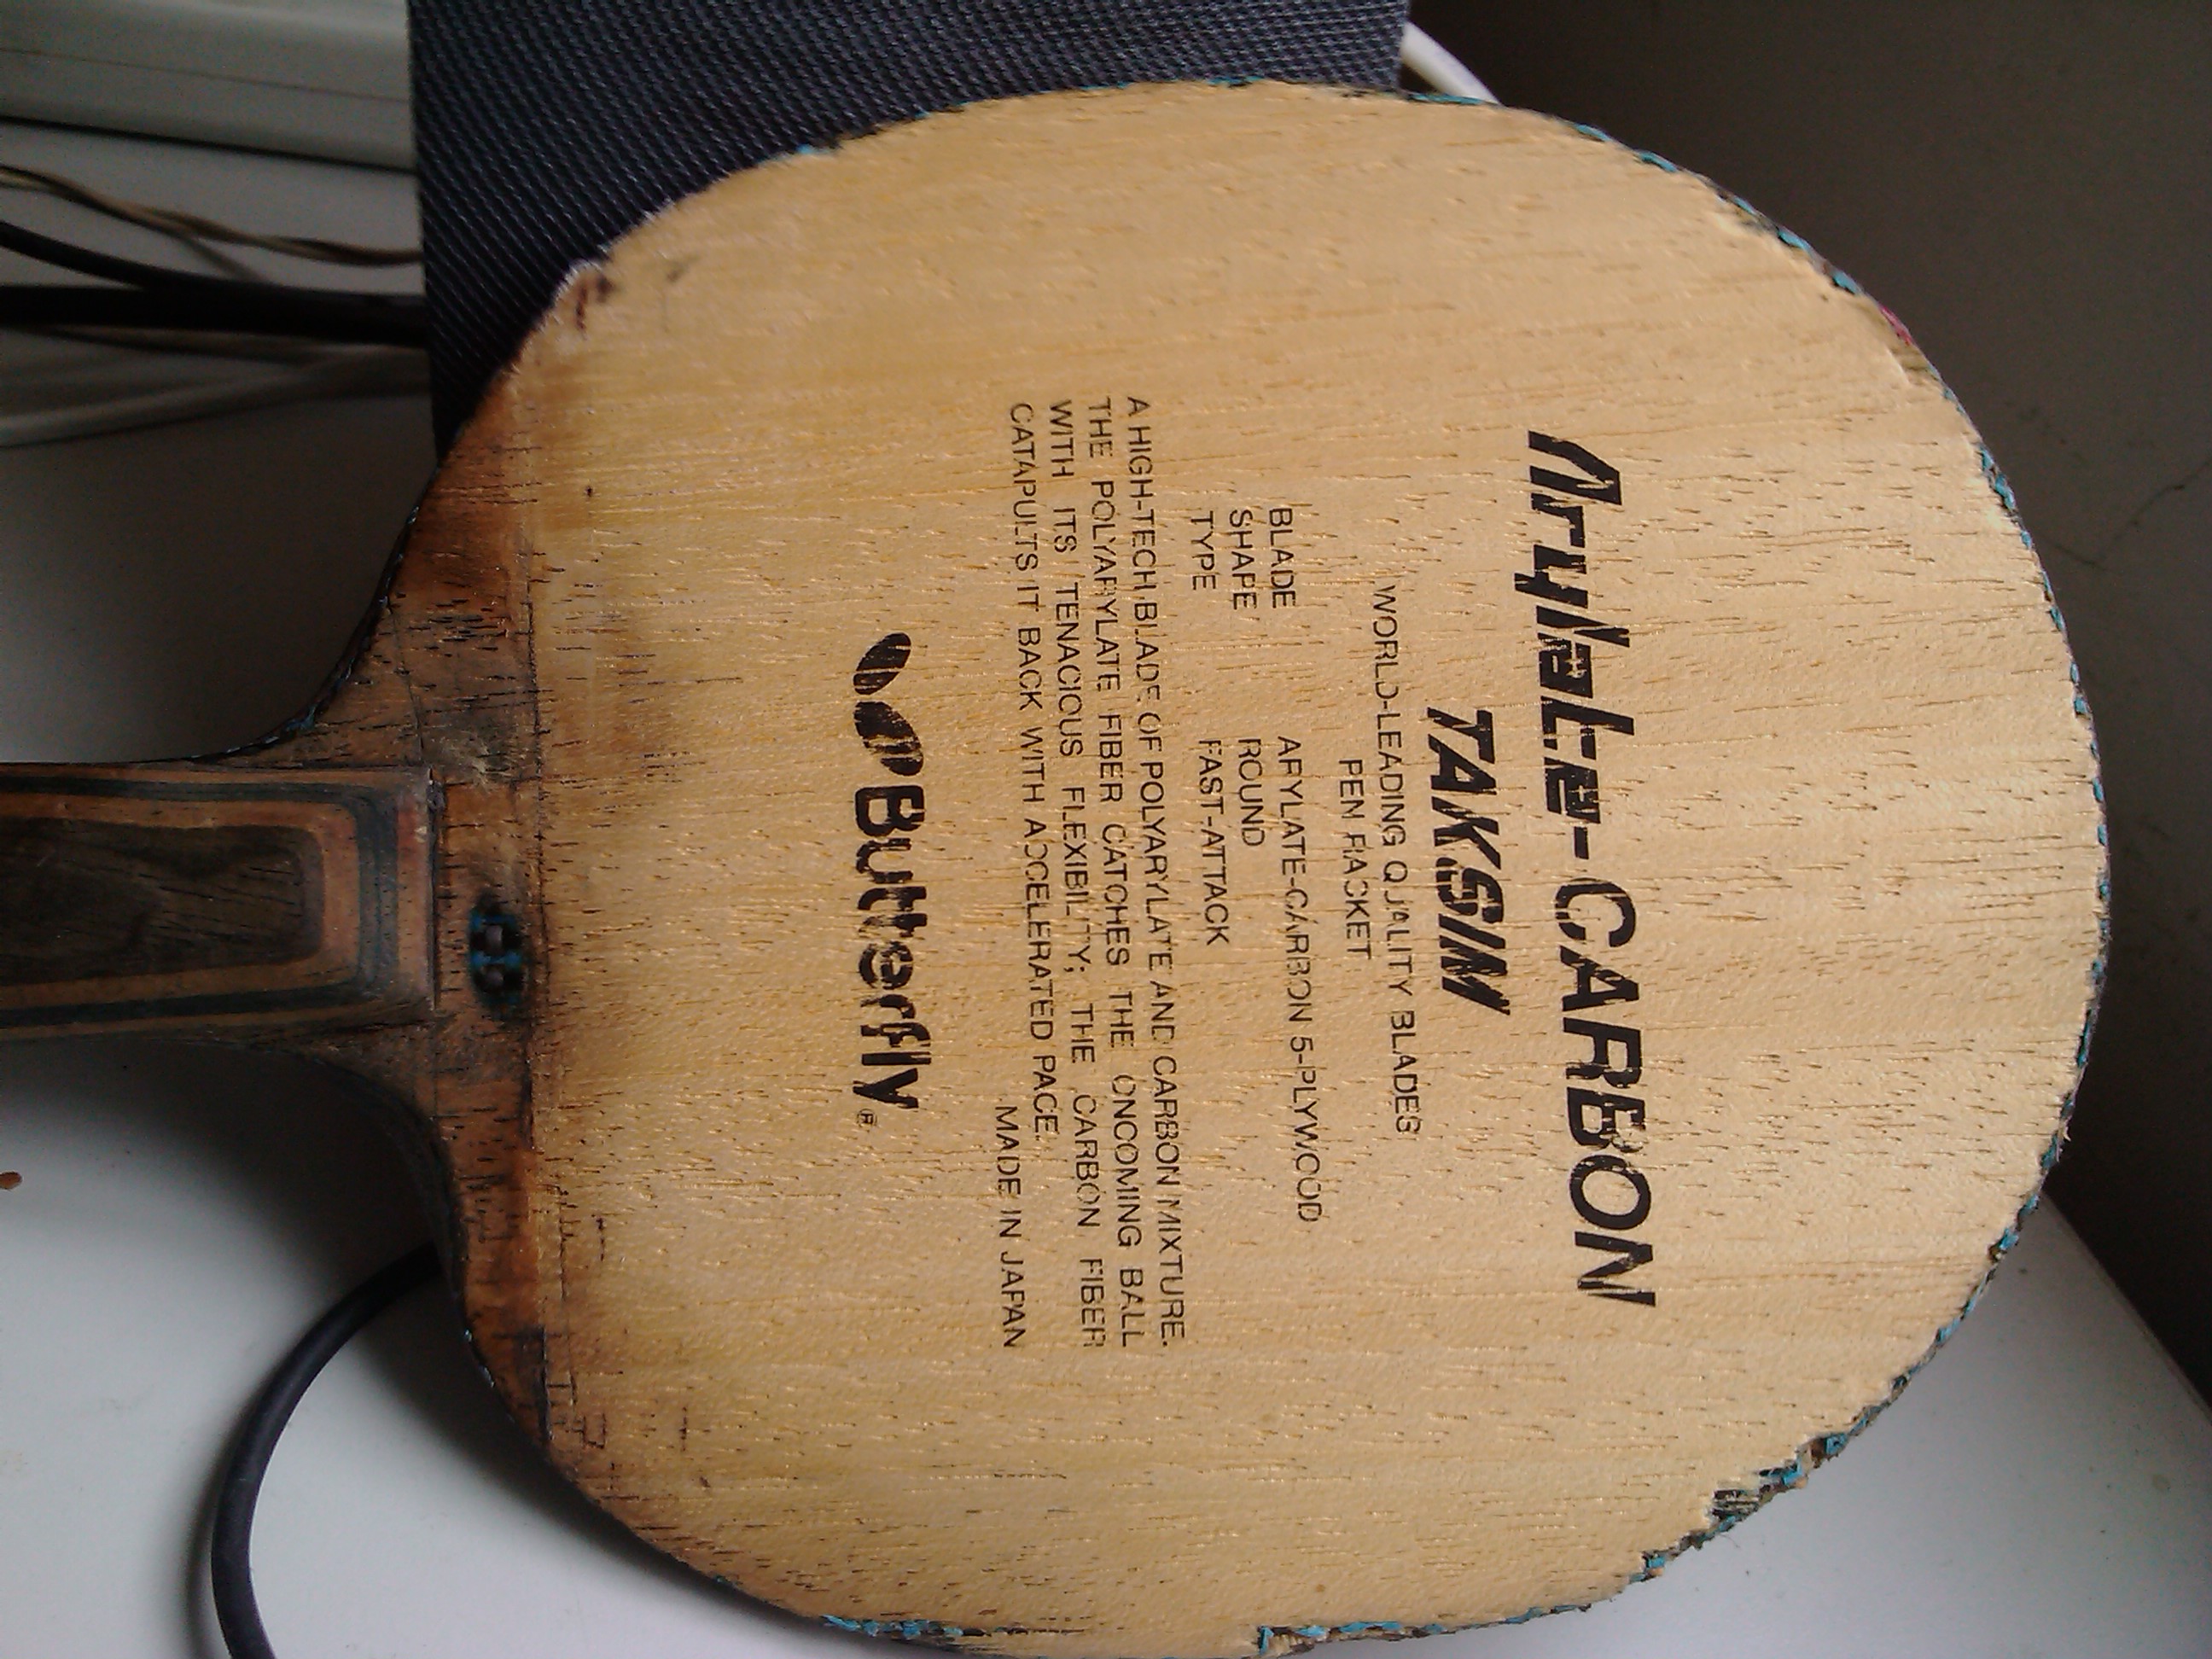 Arylate-CARBON
TAKSIM
WORLD-LEADING QUALITY BLADES
PEN RACKET
BLADE ARYLATE-CARBON 5-PLYWOOD
SHAPE ROUND
TYPE FAST-ATTACK
A HIGH-TECH BLADE OF POLYARYLATE AND CARBON MIXTURE.
THE POLYARYLATE FIBER CATCHES THE ONCOMING BALL
WITH ITS TENACIOUS FLEXIBILITY; THE CARBON FIBER
CATAPULTS IT BACK WITH ACCELERATED PACE.
MADE IN JAPAN
Butterfly®